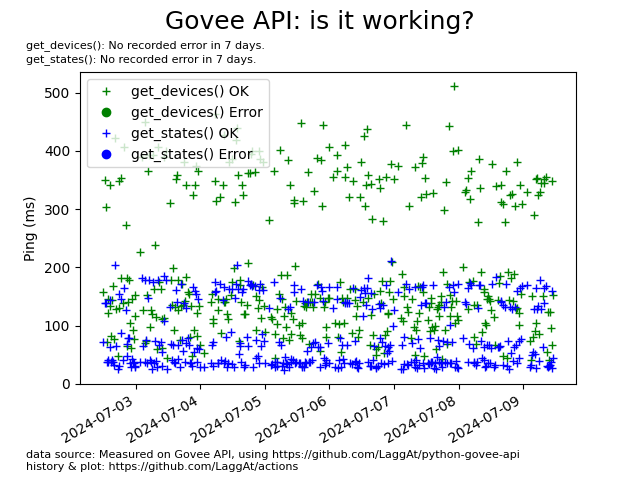 Govee API: is it working?
get_devices(): No recorded error in 7 days.
get_states(): No recorded error in 7 days.
get_devices() OK
get_devices() Error
get_states() OK
get_states() Error
Ping (ms)
500
400
300
200
100
0
2024-07-03
2024-07-04
2024-07-05
2024-07-06
2024-07-07
2024-07-08
2024-07-09
data source: Measured on Govee API, using https://github.com/LaggAt/python-govee-api
history & plot: https://github.com/LaggAt/actions